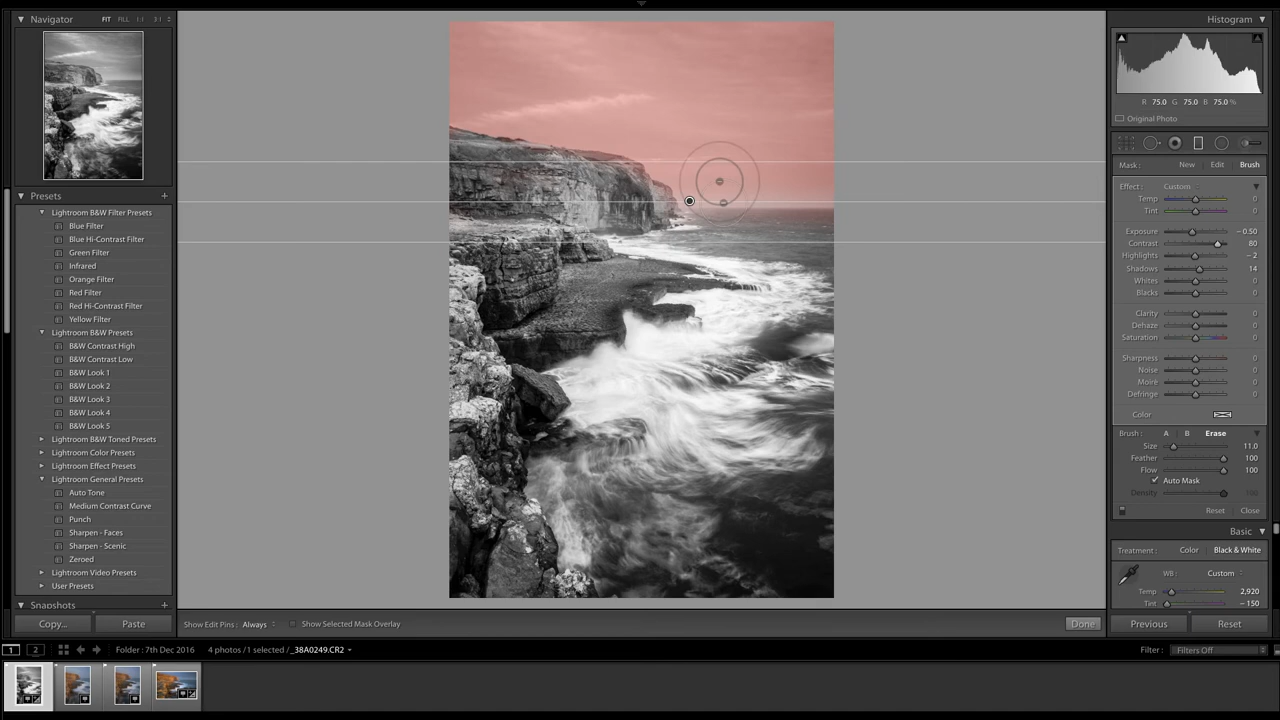 Navigator FIT FILL 1:1 3:1
Presets +
Lightroom B&W Filter Presets
Blue Filter
Blue Hi-Contrast Filter
Green Filter
Infrared
Orange Filter
Red Filter
Red Hi-Contrast Filter
Yellow Filter
Lightroom B&W Presets
B&W Contrast High
B&W Contrast Low
B&W Look 1
B&W Look 2
B&W Look 3
B&W Look 4
B&W Look 5
Lightroom B&W Toned Presets
Lightroom Color Presets
Lightroom Effect Presets
Lightroom General Presets
Auto Tone
Medium Contrast Curve
Punch
Sharpen - Faces
Sharpen - Scenic
Zeroed
Lightroom Video Presets
User Presets
Snapshots +
Copy... Paste
Show Edit Pins : Always Show Selected Mask Overlay Done
Histogram
R 75.0 G 75.0 B 75.0 %
Original Photo
Mask : New Edit Brush
Effect : Custom
Temp 0
Tint 0
Exposure – 0.50
Contrast 80
Highlights – 2
Shadows 14
Whites 0
Blacks 0
Clarity 0
Dehaze 0
Saturation 0
Sharpness 0
Noise 0
Moiré 0
Defringe 0
Color
Brush : A B Erase
Size 11.0
Feather 100
Flow 100
Auto Mask
Density 100
Reset Close
Basic
Treatment : Color Black & White
WB : Custom
Temp 2,920
Tint – 150
Previous Reset
1 2 Folder : 7th Dec 2016 4 photos / 1 selected / _38A0249.CR2 Filter : Filters Off